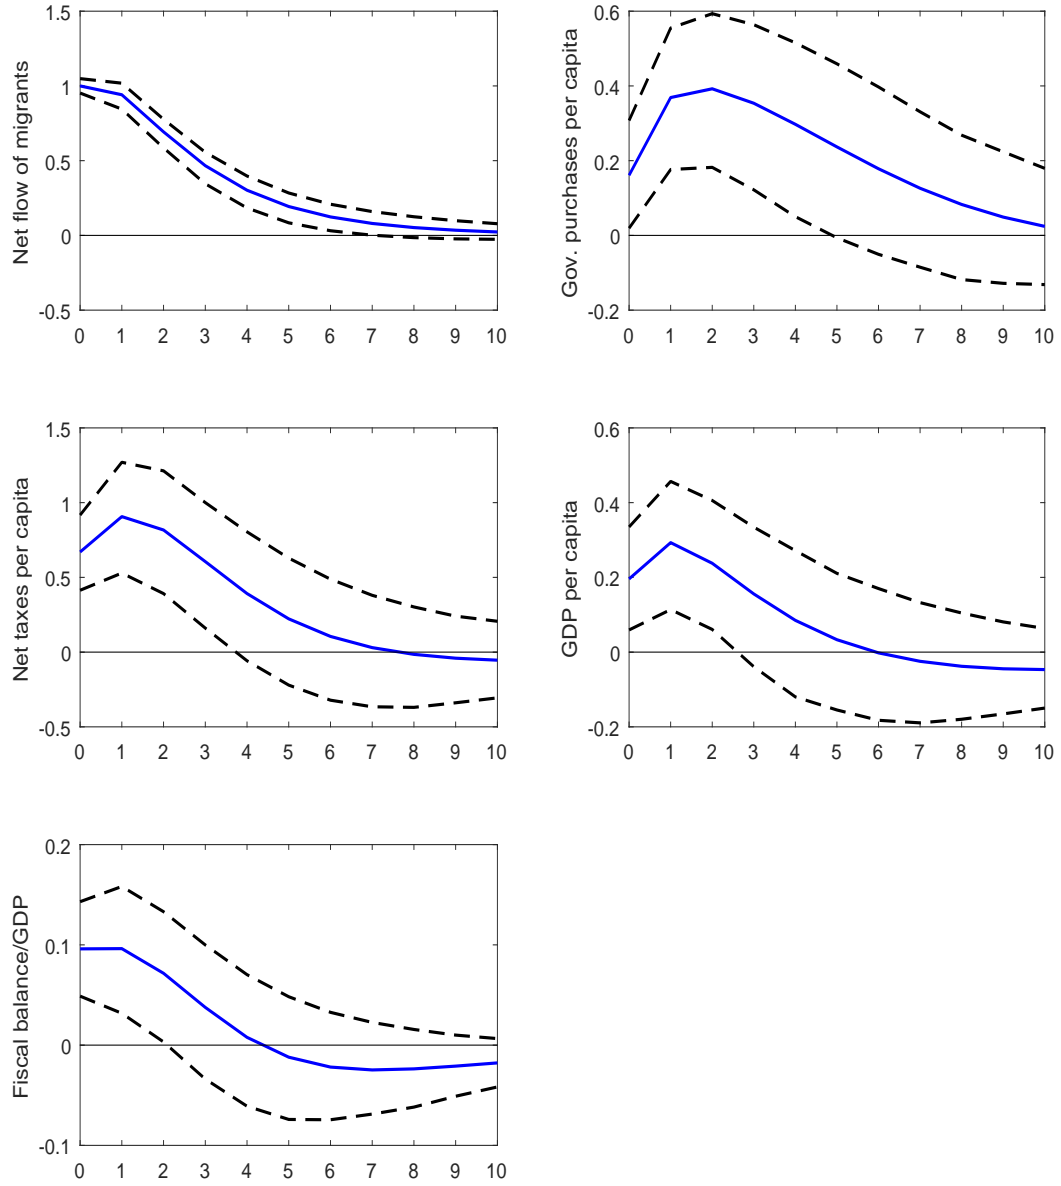 Net flow of migrants
1.5
1
0.5
0
-0.5
0 1 2 3 4 5 6 7 8 9 10
Gov. purchases per capita
0.6
0.4
0.2
0
-0.2
0 1 2 3 4 5 6 7 8 9 10
Net taxes per capita
1.5
1
0.5
0
-0.5
0 1 2 3 4 5 6 7 8 9 10
GDP per capita
0.6
0.4
0.2
0
-0.2
0 1 2 3 4 5 6 7 8 9 10
Fiscal balance/GDP
0.2
0.1
0
-0.1
0 1 2 3 4 5 6 7 8 9 10